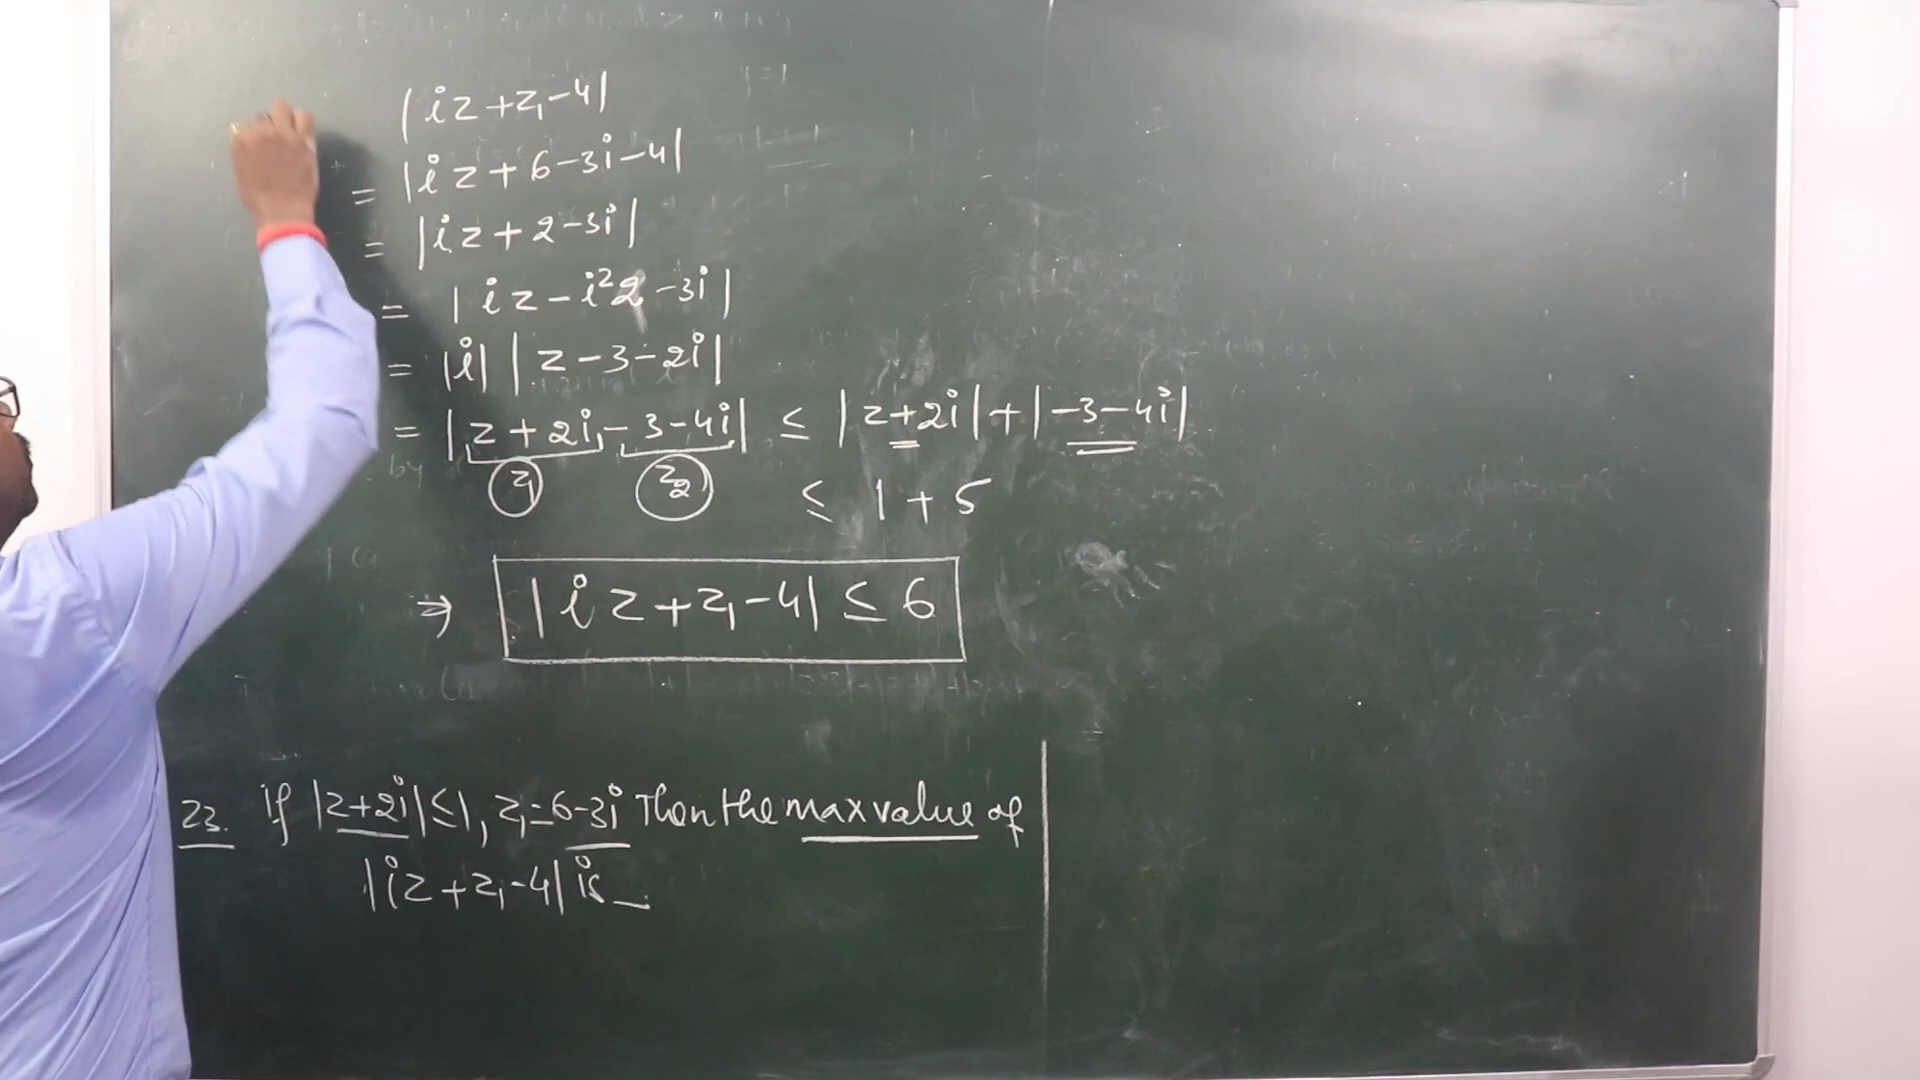 |iz+z₁-4|
= |iz+6-3i-4|
= |iz+2-3i|
= |iz-i²2-3i|
= |i||z-3-2i|
= |z+2i-3-4i| ≤ |z+2i|+|-3-4i|
z₁ z₂ ≤ 1+5
⇒ |iz+z₁-4| ≤ 6
23. If |z+2i|≤1, z₁=6-3i Then the max value of
|iz+z₁-4| is _